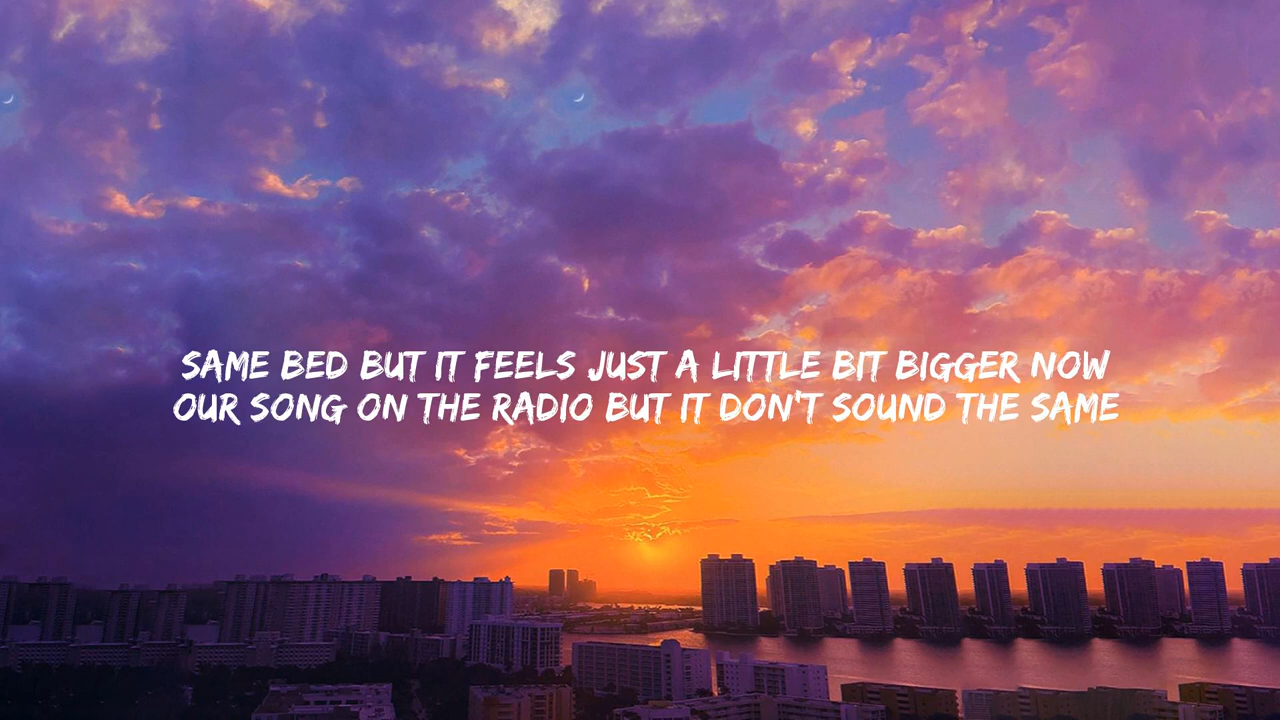 SAME BED BUT IT FEELS JUST A LITTLE BIT BIGGER NOW
OUR SONG ON THE RADIO BUT IT DON'T SOUND THE SAME